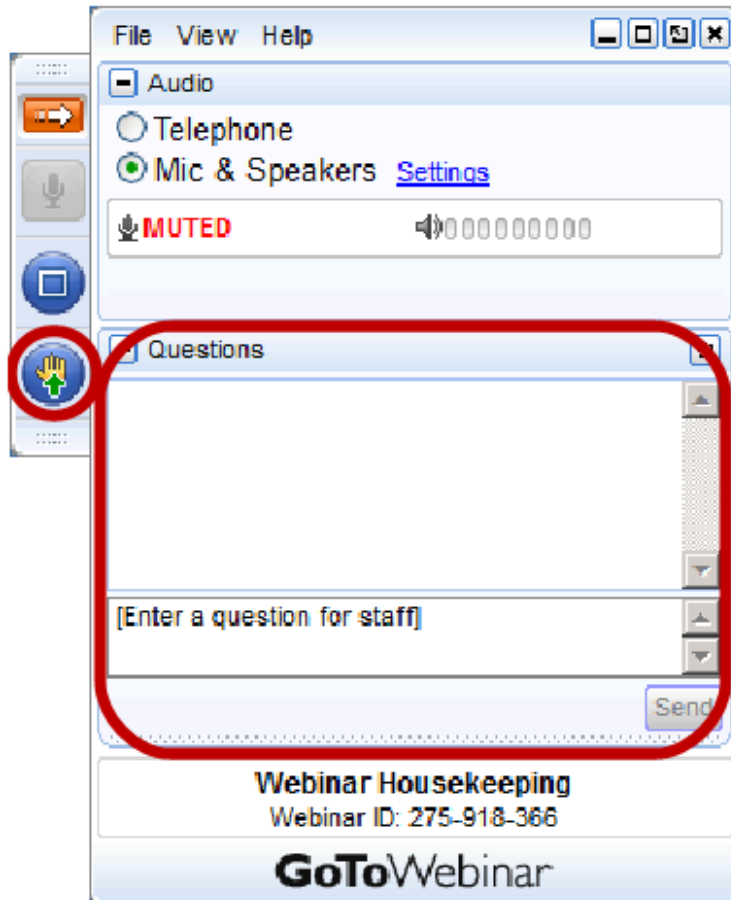 File View Help
Audio
Telephone
Mic & Speakers Settings
MUTED
Questions
[Enter a question for staff]
Send
Webinar Housekeeping
Webinar ID: 275-918-366
GoToWebinar